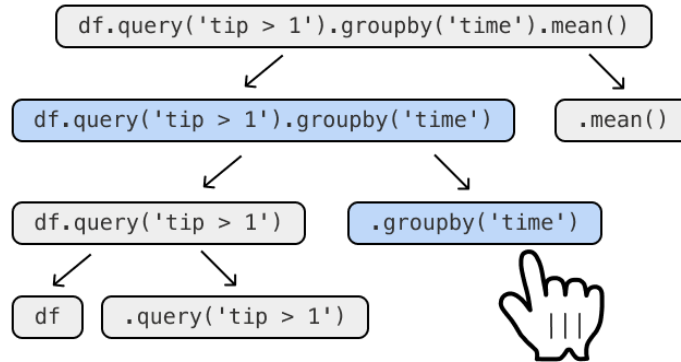 df.query('tip > 1').groupby('time').mean()
df.query('tip > 1').groupby('time')
.mean()
df.query('tip > 1')
.groupby('time')
df
.query('tip > 1')